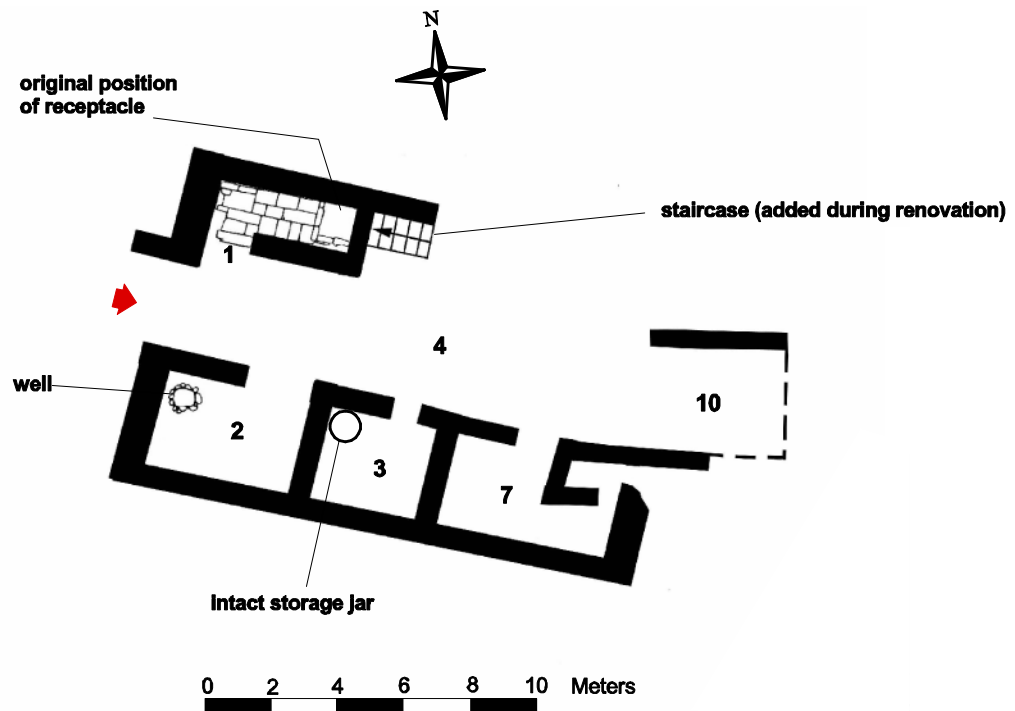 N
original position
of receptacle
staircase (added during renovation)
1
4
well
10
2
3
7
intact storage jar
0 2 4 6 8 10 Meters